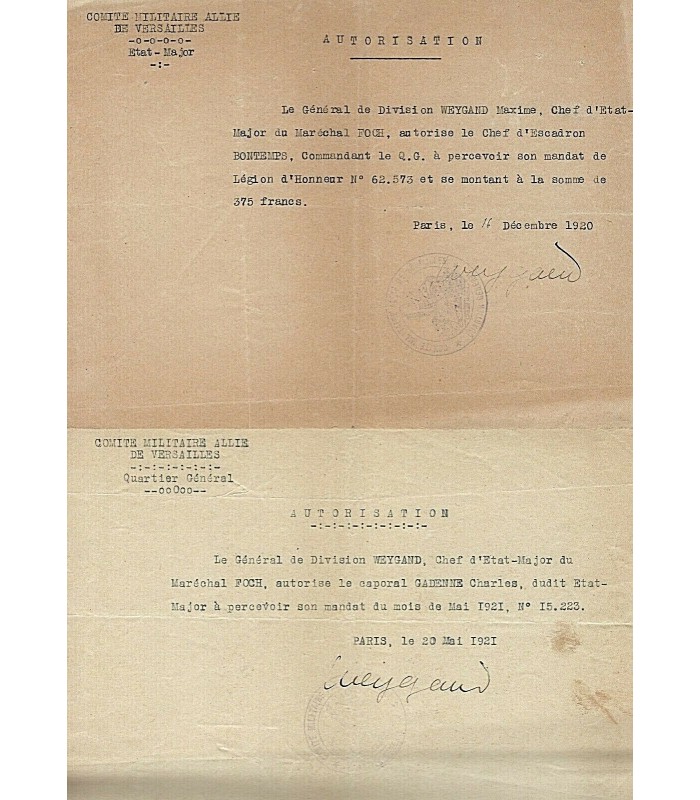 COMITE MILITAIRE ALLIE
DE VERSAILLES
-o-o-o-o-
Etat-Major
-:-
AUTORISATION
Le Général de Division WEYGAND Maxime, Chef d'Etat-
Major du Maréchal FOCH, autorise le Chef d'Escadron
BONTEMPS, Commandant le Q.G. à percevoir son mandat de
Légion d'Honneur N° 62.573 et se montant à la somme de
375 francs.
Paris, le 16 Décembre 1920
Weygand
COMITE MILITAIRE ALLIE
DE VERSAILLES
-:-:-:-:-:-:-
Quartier Général
--ooOoo--
AUTORISATION
-:-:-:-:-:-:-:-:-
Le Général de Division WEYGAND, Chef d'Etat-Major du
Maréchal FOCH, autorise le caporal GADENNE Charles, dudit Etat-
Major à percevoir son mandat du mois de Mai 1921, N° 15.223.
PARIS, le 20 Mai 1921
Weygand